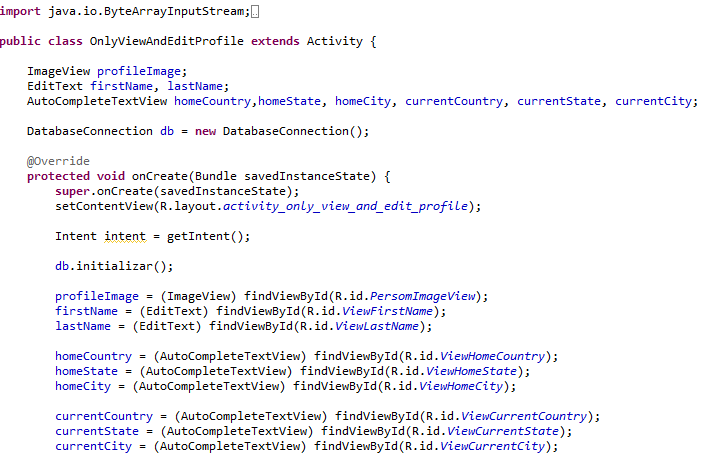 import java.io.ByteArrayInputStream;
public class OnlyViewAndEditProfile extends Activity {
ImageView profileImage;
EditText firstName, lastName;
AutoCompleteTextView homeCountry,homeState, homeCity, currentCountry, currentState, currentCity;
DatabaseConnection db = new DatabaseConnection();
@Override
protected void onCreate(Bundle savedInstanceState) {
super.onCreate(savedInstanceState);
setContentView(R.layout.activity_only_view_and_edit_profile);
Intent intent = getIntent();
db.initializar();
profileImage = (ImageView) findViewById(R.id.PersomImageView);
firstName = (EditText) findViewById(R.id.ViewFirstName);
lastName = (EditText) findViewById(R.id.ViewLastName);
homeCountry = (AutoCompleteTextView) findViewById(R.id.ViewHomeCountry);
homeState = (AutoCompleteTextView) findViewById(R.id.ViewHomeState);
homeCity = (AutoCompleteTextView) findViewById(R.id.ViewHomeCity);
currentCountry = (AutoCompleteTextView) findViewById(R.id.ViewCurrentCountry);
currentState = (AutoCompleteTextView) findViewById(R.id.ViewCurrentState);
currentCity = (AutoCompleteTextView) findViewById(R.id.ViewCurrentCity);